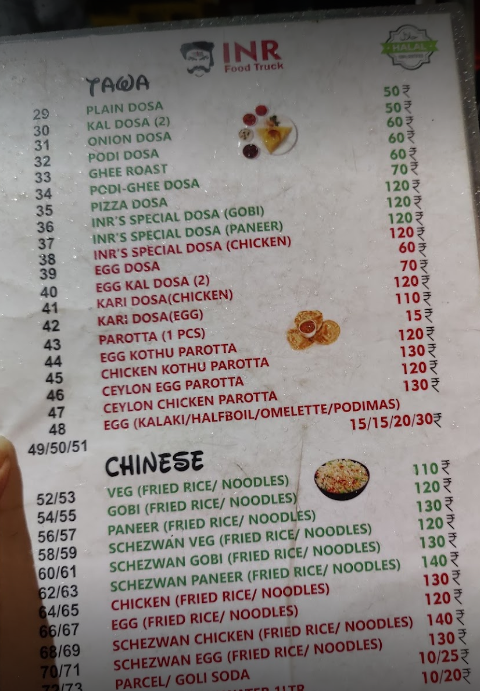 INR
Food Truck
HALAL
TAWA
29 PLAIN DOSA 50₹
30 KAL DOSA (2) 50₹
31 ONION DOSA 60₹
32 PODI DOSA 60₹
33 GHEE ROAST 60₹
34 PODI-GHEE DOSA 70₹
35 PIZZA DOSA 120₹
36 INR'S SPECIAL DOSA (GOBI) 120₹
37 INR'S SPECIAL DOSA (PANEER) 120₹
38 INR'S SPECIAL DOSA (CHICKEN) 120₹
39 EGG DOSA 60₹
40 EGG KAL DOSA (2) 70₹
41 KARI DOSA(CHICKEN) 120₹
42 KARI DOSA(EGG) 110₹
43 PAROTTA (1 PCS) 15₹
44 EGG KOTHU PAROTTA 120₹
45 CHICKEN KOTHU PAROTTA 130₹
46 CEYLON EGG PAROTTA 120₹
47 CEYLON CHICKEN PAROTTA 130₹
48 EGG (KALAKI/HALFBOIL/OMELETTE/PODIMAS)
49/50/51 15/15/20/30₹
CHINESE
52/53 VEG (FRIED RICE/ NOODLES) 110₹
54/55 GOBI (FRIED RICE/ NOODLES) 120₹
56/57 PANEER (FRIED RICE/ NOODLES) 130₹
58/59 SCHEZWAN VEG (FRIED RICE/ NOODLES) 120₹
60/61 SCHEZWAN GOBI (FRIED RICE/ NOODLES) 130₹
62/63 SCHEZWAN PANEER (FRIED RICE/ NOODLES) 140₹
64/65 CHICKEN (FRIED RICE/ NOODLES) 130₹
66/67 EGG (FRIED RICE/ NOODLES) 120₹
68/69 SCHEZWAN CHICKEN (FRIED RICE/ NOODLES) 140₹
70/71 SCHEZWAN EGG (FRIED RICE/ NOODLES) 130₹
72/73 PARCEL/ GOLI SODA 10/25₹
WATER 1LTR 10/20₹